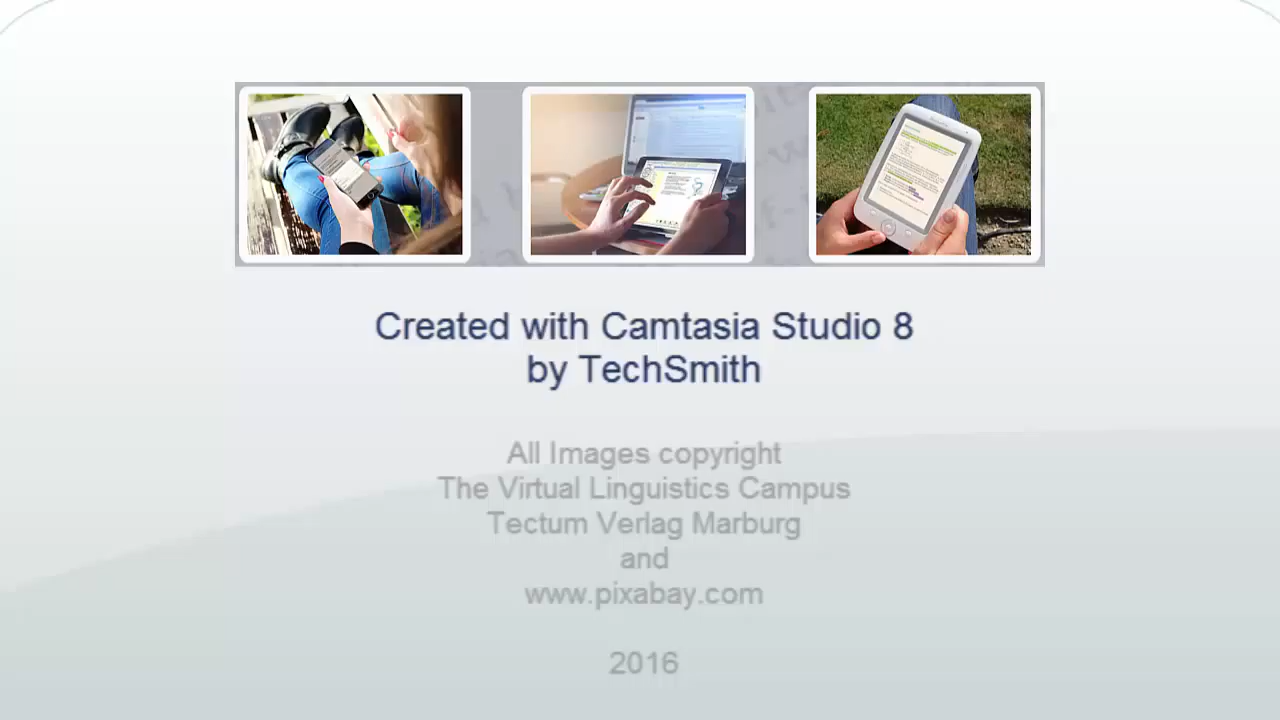 Created with Camtasia Studio 8
by TechSmith
All Images copyright
The Virtual Linguistics Campus
Tectum Verlag Marburg
and
www.pixabay.com
2016